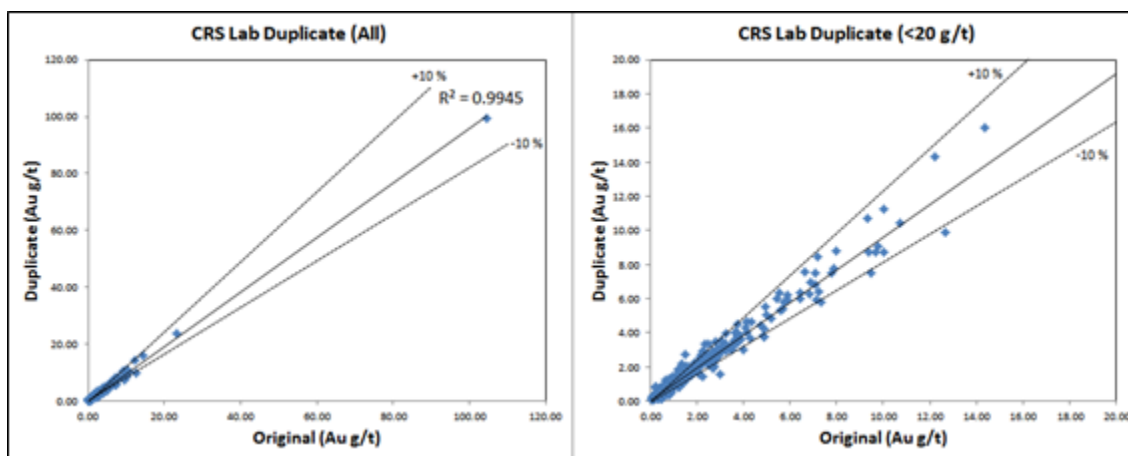 CRS Lab Duplicate (All)
120.00
100.00
80.00
60.00
40.00
20.00
0.00
Duplicate (Au g/t)
+10 %
R² = 0.9945
-10 %
0.00 20.00 40.00 60.00 80.00 100.00 120.00
Original (Au g/t)
CRS Lab Duplicate (<20 g/t)
20.00
18.00
16.00
14.00
12.00
10.00
8.00
6.00
4.00
2.00
0.00
Duplicate (Au g/t)
+10 %
-10 %
0.00 2.00 4.00 6.00 8.00 10.00 12.00 14.00 16.00 18.00 20.00
Original (Au g/t)